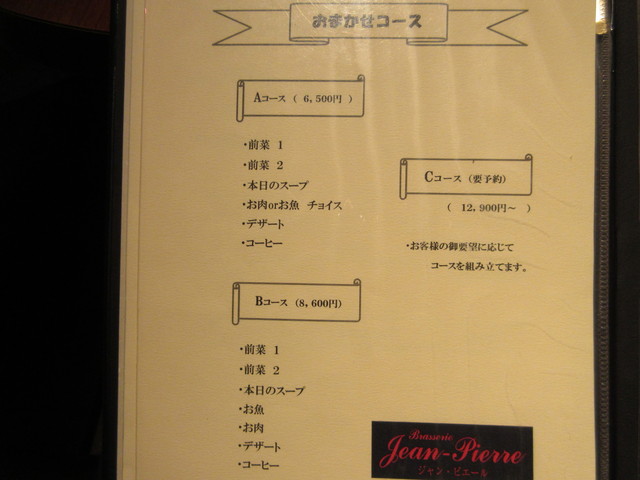 おまかせコース
Aコース ( 6,500円 )
・前菜 1
・前菜 2
・本日のスープ
・お肉orお魚 チョイス
・デザート
・コーヒー
Bコース (8,600円)
・前菜 1
・前菜 2
・本日のスープ
・お魚
・お肉
・デザート
・コーヒー
Cコース (要予約)
( 12,900円～ )
・お客様の御要望に応じて
コースを組み立てます。
Brasserie
Jean-Pierre
ジャン・ピエール